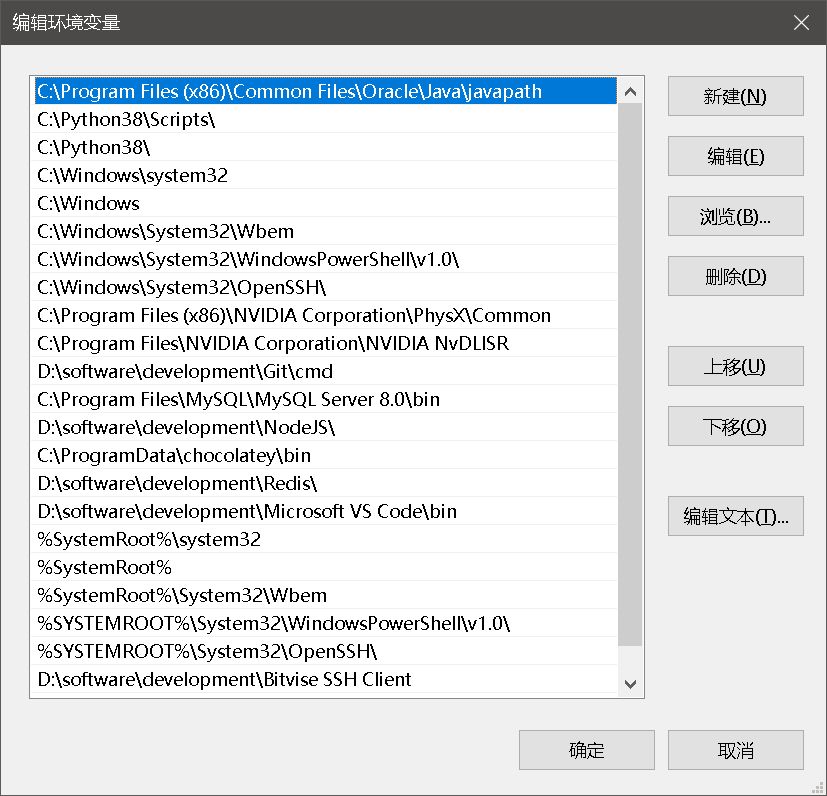 编辑环境变量
C:\Program Files (x86)\Common Files\Oracle\Java\javapath
C:\Python38\Scripts\
C:\Python38\
C:\Windows\system32
C:\Windows
C:\Windows\System32\Wbem
C:\Windows\System32\WindowsPowerShell\v1.0\
C:\Windows\System32\OpenSSH\
C:\Program Files (x86)\NVIDIA Corporation\PhysX\Common
C:\Program Files\NVIDIA Corporation\NVIDIA NvDLISR
D:\software\development\Git\cmd
C:\Program Files\MySQL\MySQL Server 8.0\bin
D:\software\development\NodeJS\
C:\ProgramData\chocolatey\bin
D:\software\development\Redis\
D:\software\development\Microsoft VS Code\bin
%SystemRoot%\system32
%SystemRoot%
%SystemRoot%\System32\Wbem
%SYSTEMROOT%\System32\WindowsPowerShell\v1.0\
%SYSTEMROOT%\System32\OpenSSH\
D:\software\development\Bitvise SSH Client
新建(N)
编辑(E)
浏览(B)...
删除(D)
上移(U)
下移(O)
编辑文本(T)...
确定
取消